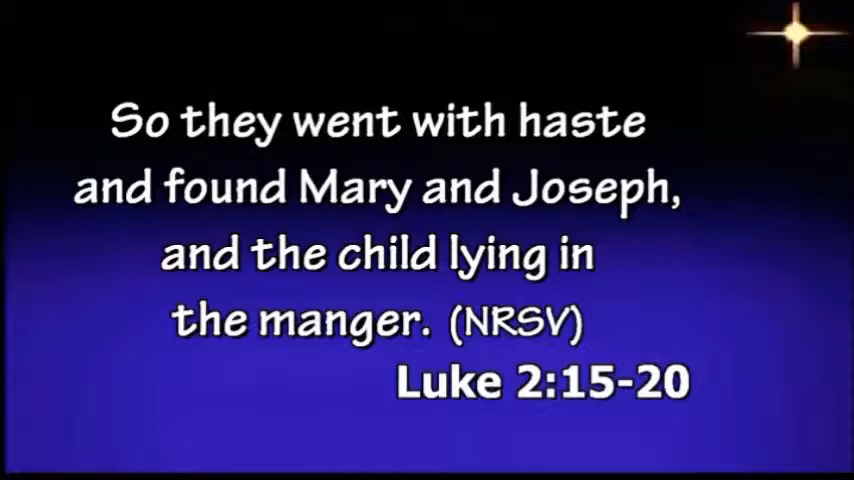 So they went with haste
and found Mary and Joseph,
and the child lying in
the manger. (NRSV)
Luke 2:15-20